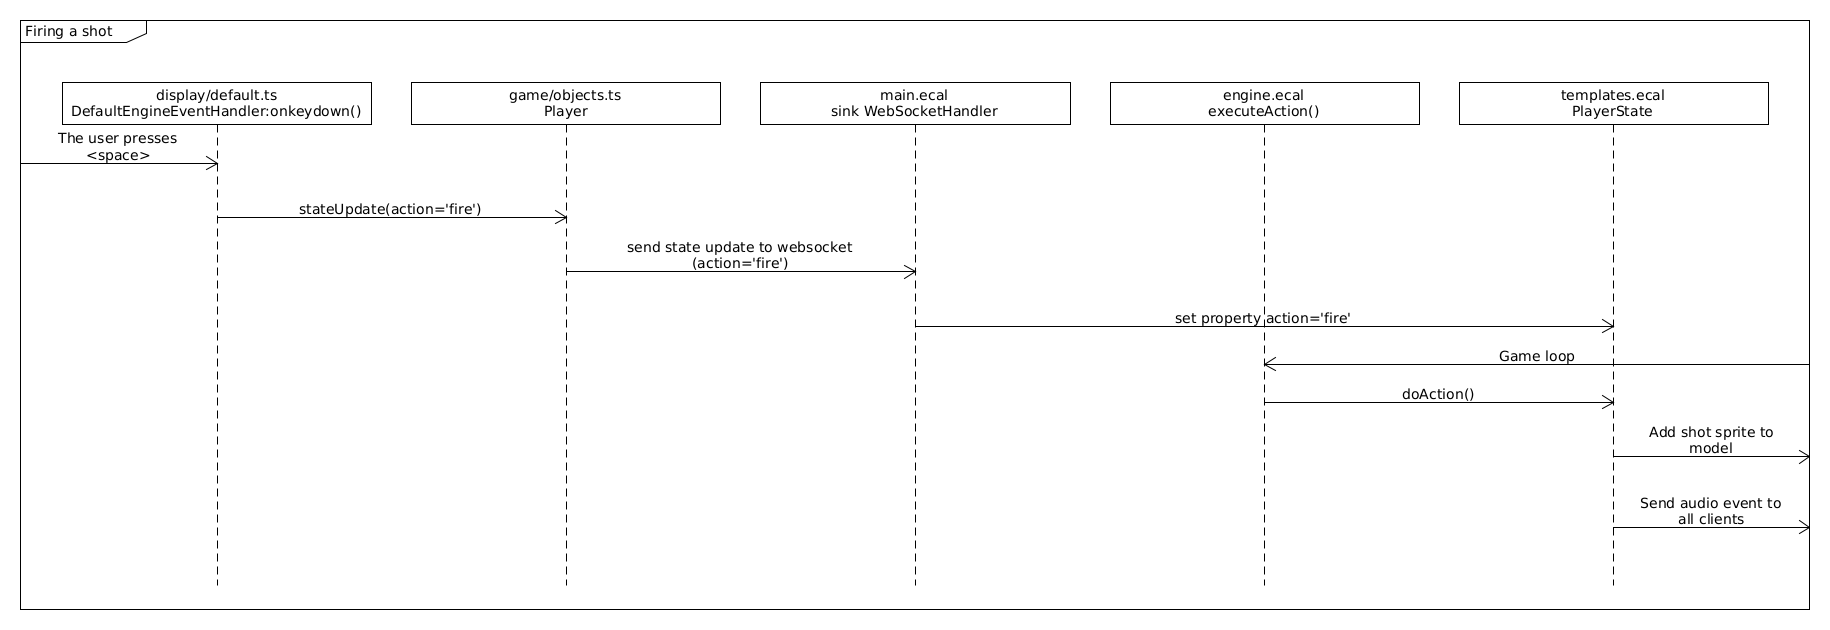 Firing a shot
display/default.ts
DefaultEngineEventHandler:onkeydown()
game/objects.ts
Player
main.ecal
sink WebSocketHandler
engine.ecal
executeAction()
templates.ecal
PlayerState
The user presses
<space>
stateUpdate(action='fire')
send state update to websocket
(action='fire')
set property action='fire'
Game loop
doAction()
Add shot sprite to
model
Send audio event to
all clients